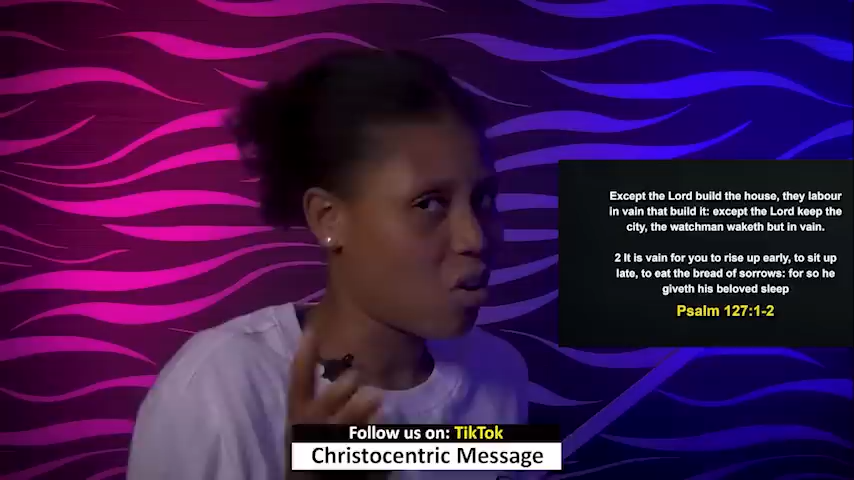 Except the Lord build the house, they labour
in vain that build it: except the Lord keep the
city, the watchman waketh but in vain.
2 It is vain for you to rise up early, to sit up
late, to eat the bread of sorrows: for so he
giveth his beloved sleep
Psalm 127:1-2
Follow us on: TikTok
Christocentric Message